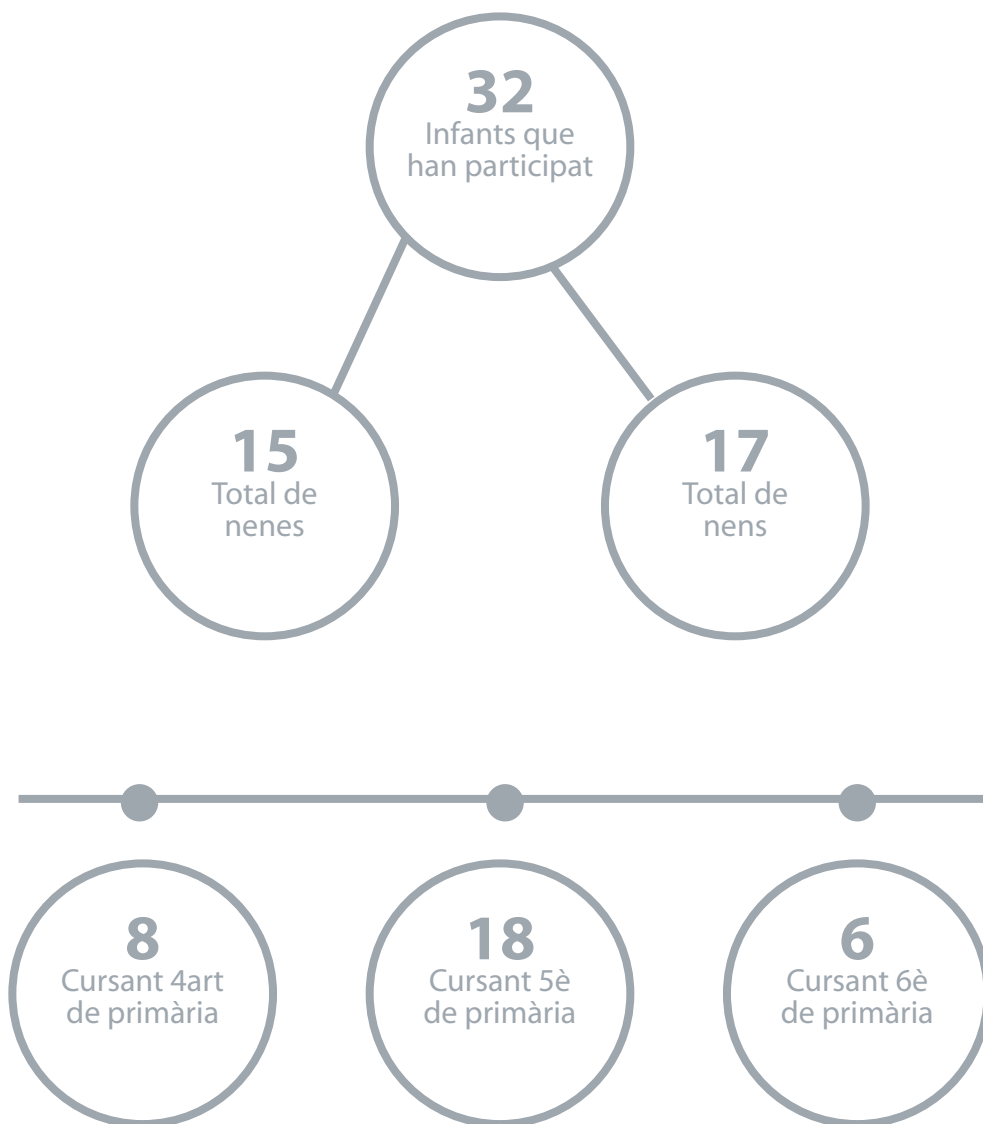 32
Infants que
han participat
15
Total de
nenes
17
Total de
nens
8
Cursant 4art
de primària
18
Cursant 5è
de primària
6
Cursant 6è
de primària